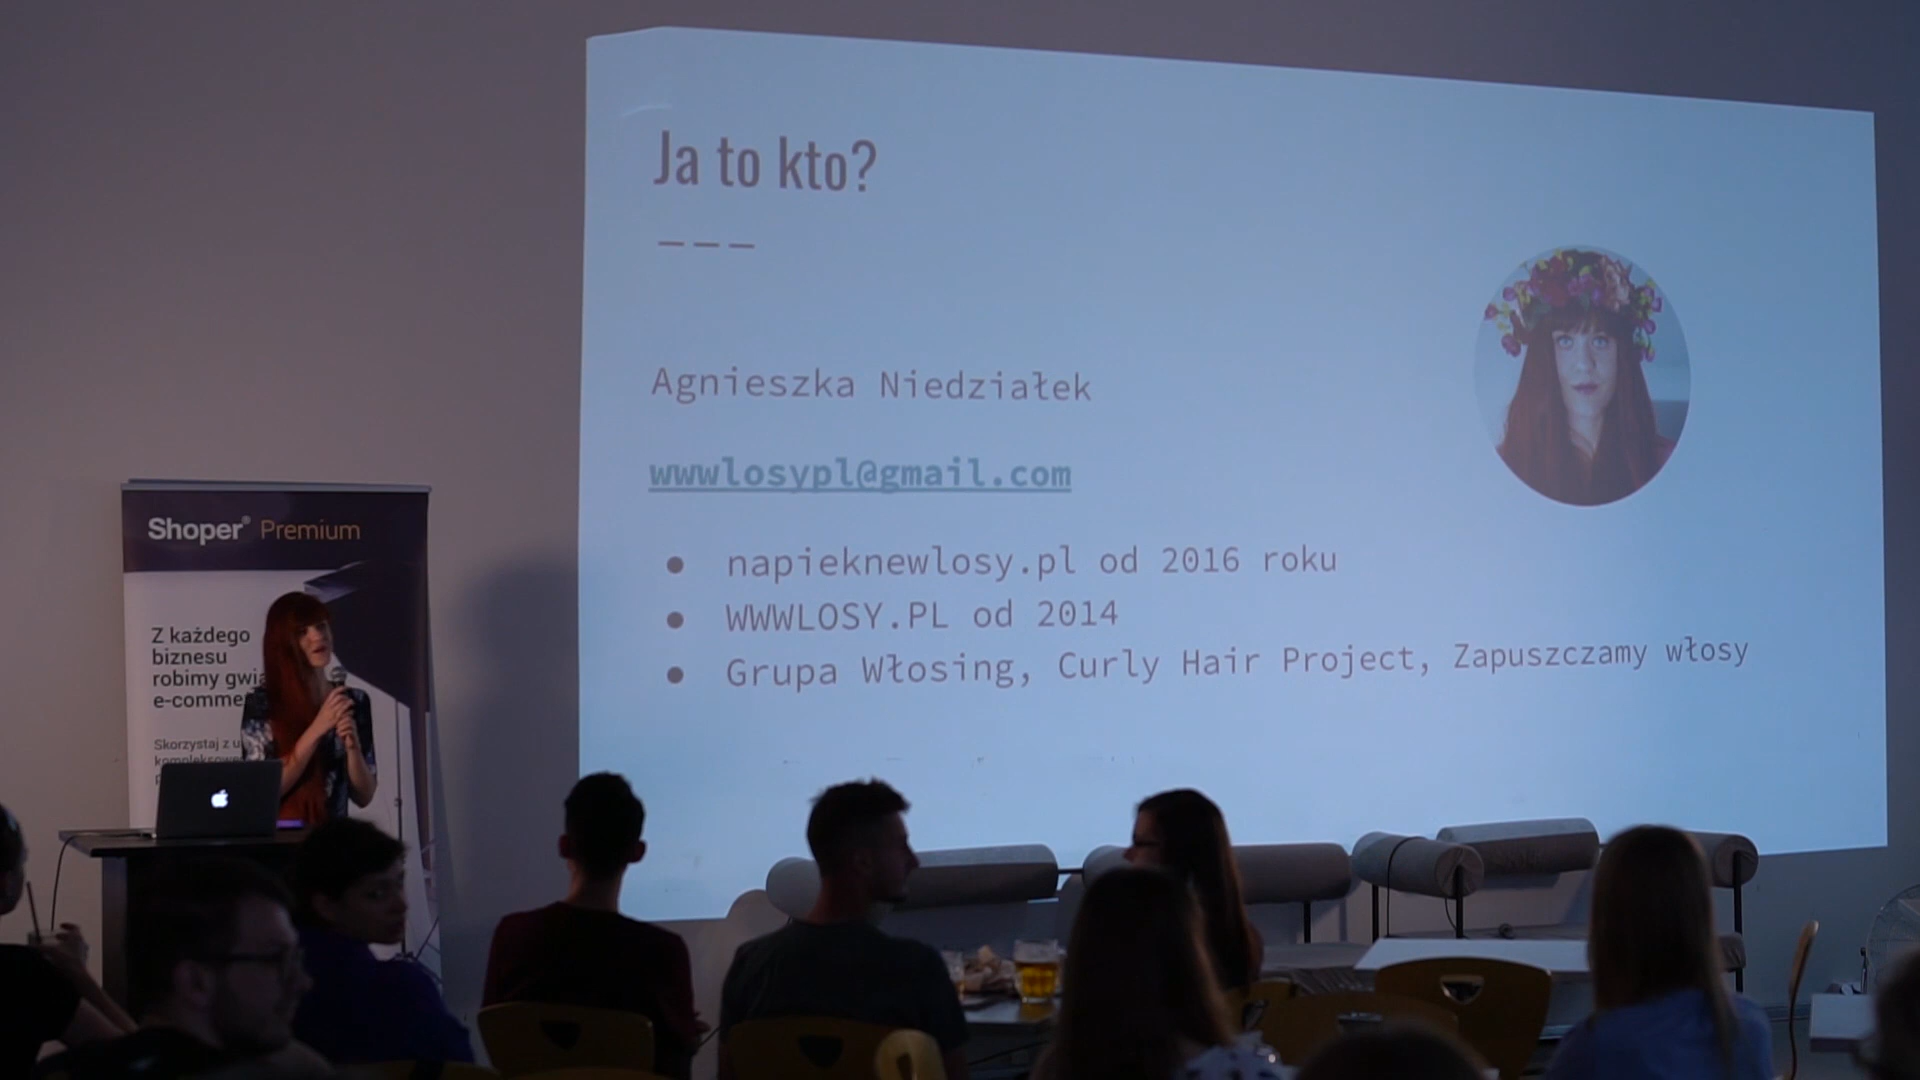 Ja to kto?
Agnieszka Niedziałek
wwwlosypl@gmail.com
napieknewlosy.pl od 2016 roku
WWWLOSY.PL od 2014
Grupa Włosing, Curly Hair Project, Zapuszczamy włosy
Shoper® Premium
Z każdego
biznesu
robimy
Skorzystaj z